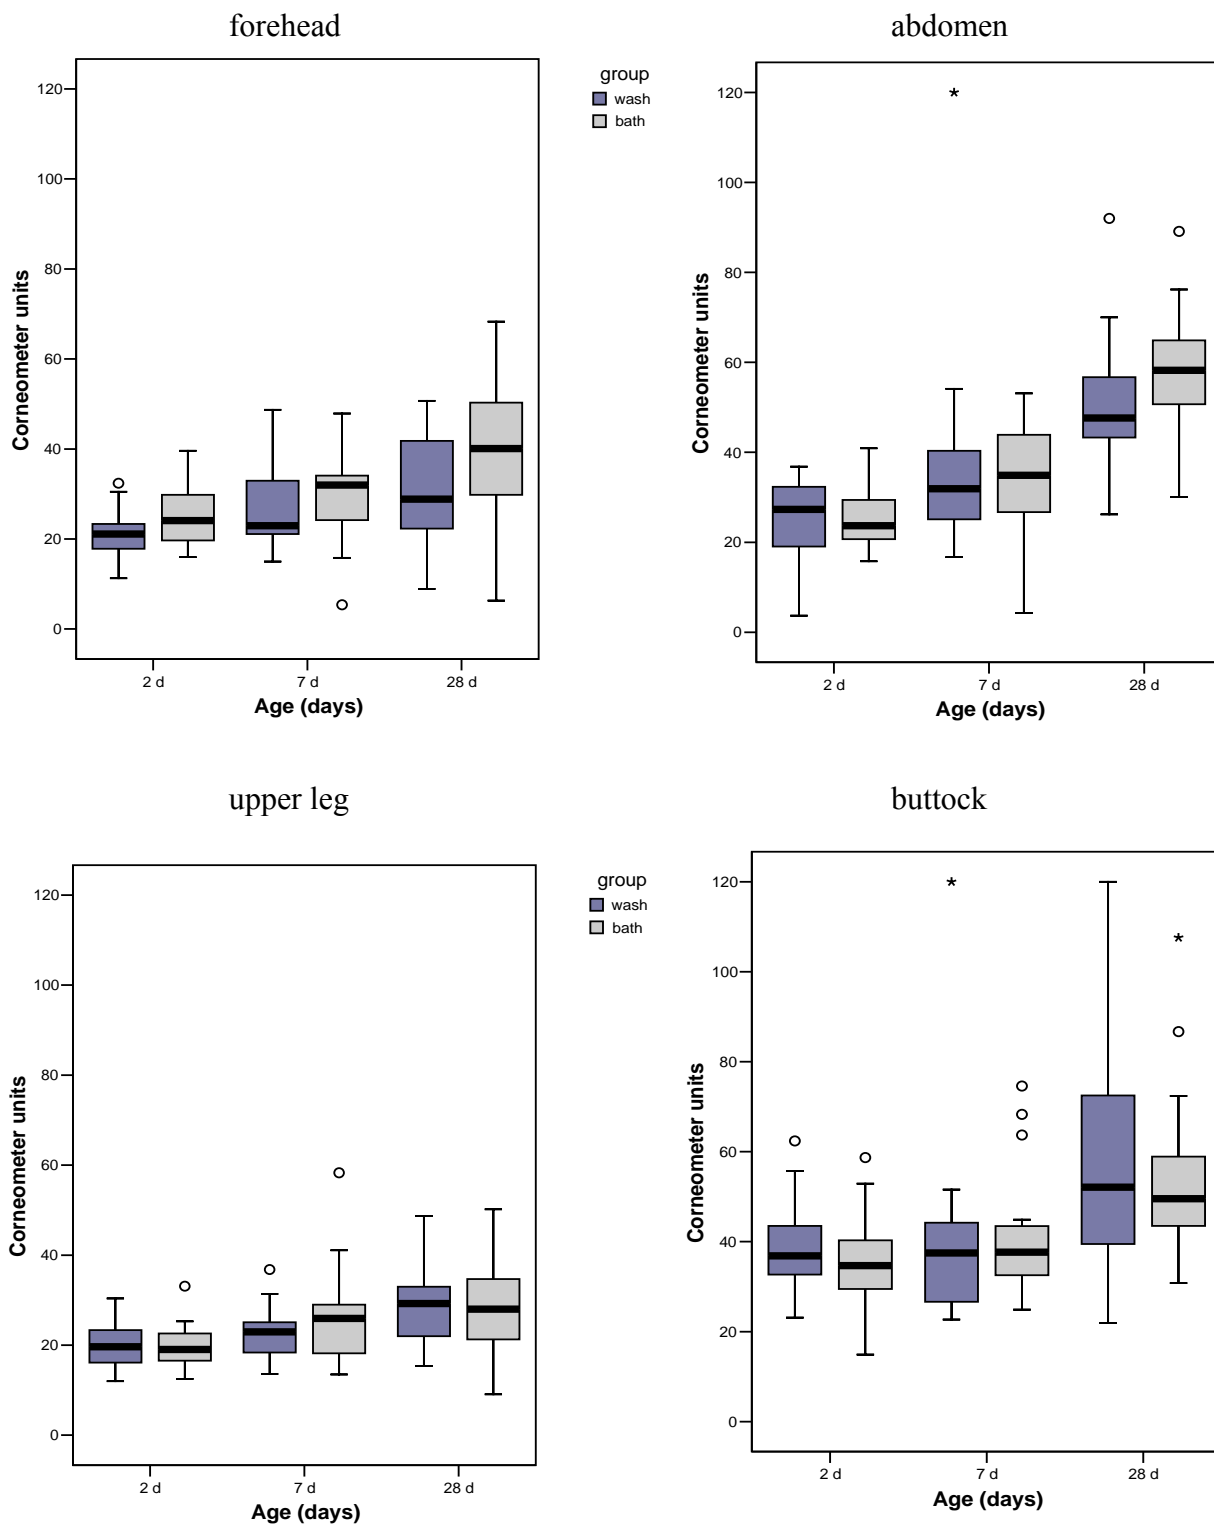 forehead
abdomen
group
wash
bath
120
100
80
60
40
20
0
Corneometer units
2 d
7 d
28 d
Age (days)
120
100
80
60
40
20
0
Corneometer units
2 d
7 d
28 d
Age (days)
upper leg
buttock
group
wash
bath
120
100
80
60
40
20
0
Corneometer units
2 d
7 d
28 d
Age (days)
120
100
80
60
40
20
0
Corneometer units
2 d
7 d
28 d
Age (days)